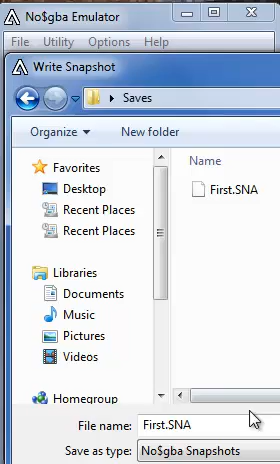 No$gba Emulator
File Utility Options Help
Write Snapshot
Saves
Organize New folder
Favorites
Desktop
Recent Places
Recent Places
Libraries
Documents
Music
Pictures
Videos
Homegroup
Name
First.SNA
File name: First.SNA
Save as type: No$gba Snapshots